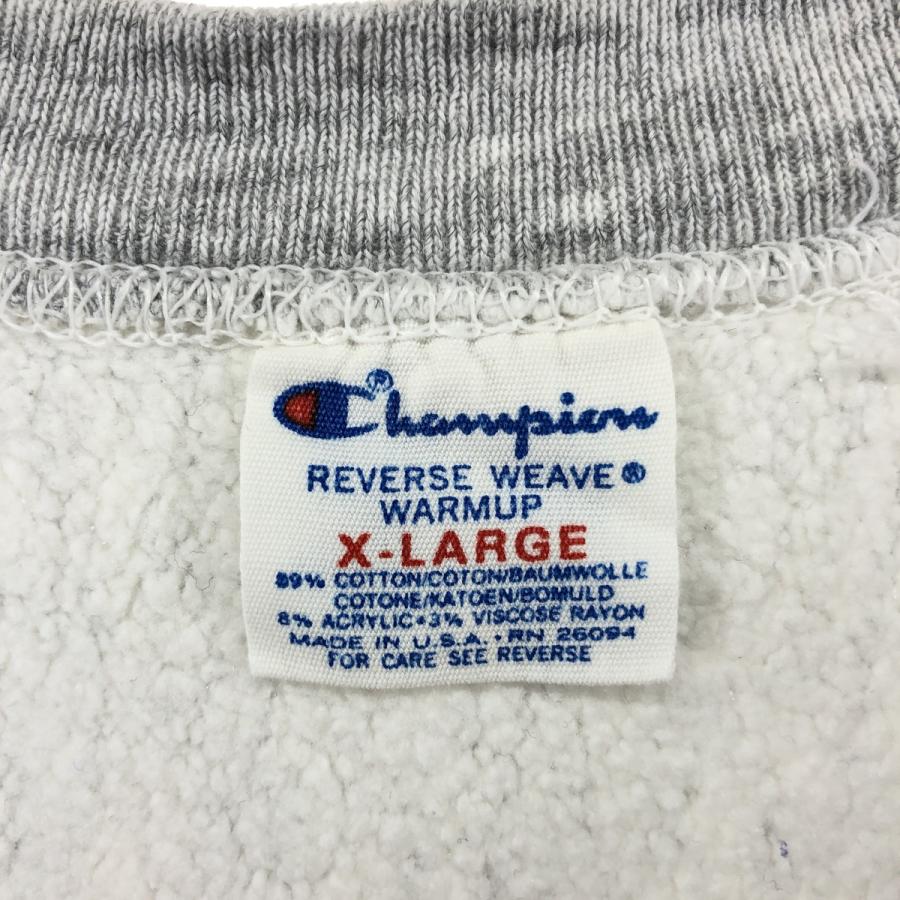 Champion®
REVERSE WEAVE®
WARMUP
X-LARGE
89% COTTON/COTON/BAUMWOLLE
COTONE/KATOEN/BOMULD
8% ACRYLIC•3% VISCOSE RAYON
MADE IN U.S.A.•RN 26094
FOR CARE SEE REVERSE